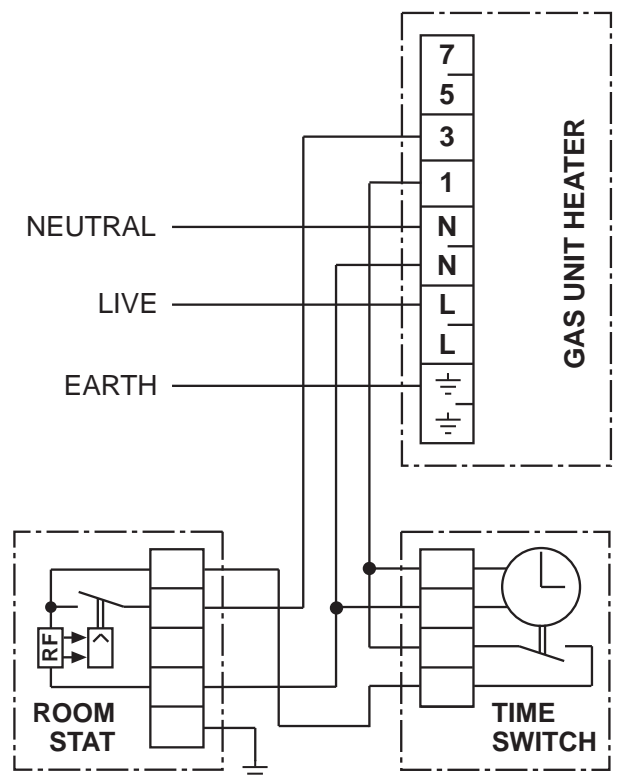 7
5
3
1
N
N
L
L
GAS UNIT HEATER
NEUTRAL
LIVE
EARTH
RF
ROOM
STAT
TIME
SWITCH